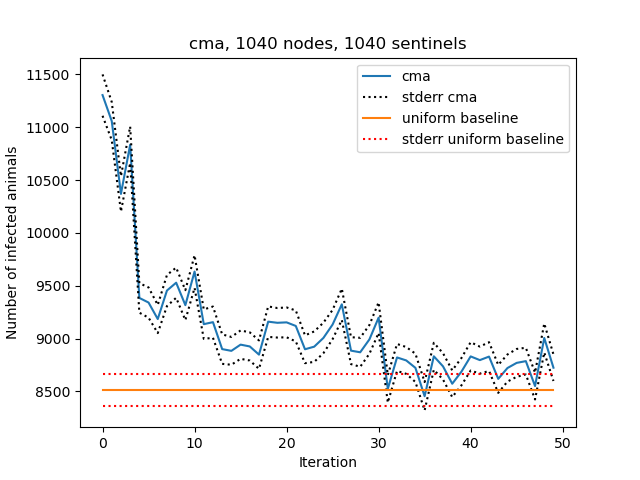 cma, 1040 nodes, 1040 sentinels
cma
stderr cma
uniform baseline
stderr uniform baseline
Number of infected animals
11500
11000
10500
10000
9500
9000
8500
0 10 20 30 40 50
Iteration